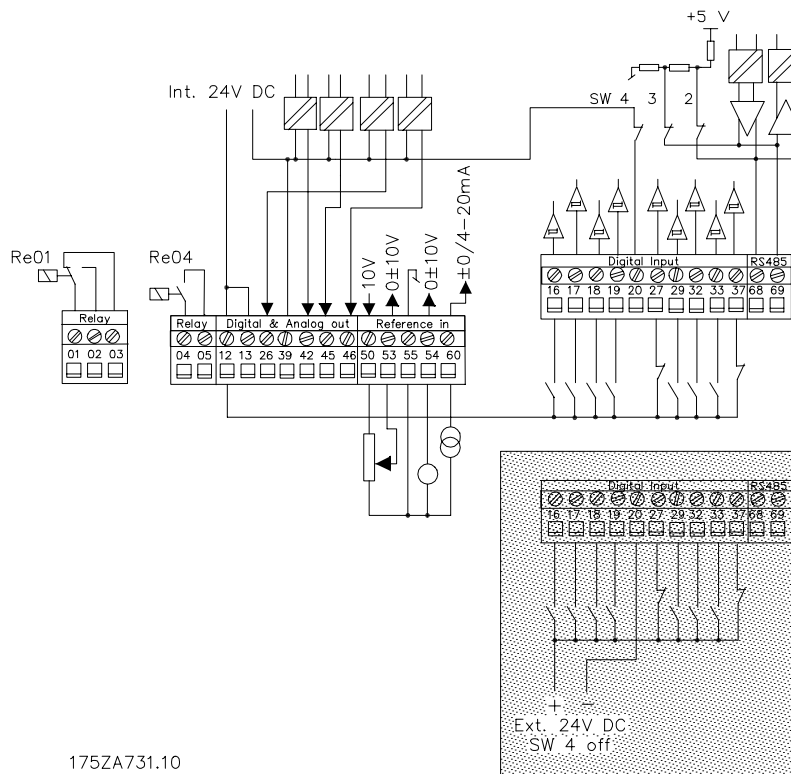 +5 V
Int. 24V DC
SW 4 3 2
Re01
Re04
10V
0±10V
0±10V
±0/4-20mA
Digital Input RS485
16 17 18 19 20 27 29 32 33 37 68 69
Relay
01 02 03
Relay Digital & Analog out Reference in
04 05 12 13 26 39 42 45 46 50 53 55 54 60
Digital Input RS485
16 17 18 19 20 27 29 32 33 37 68 69
+ −
Ext. 24V DC
SW 4 off
175ZA731.10